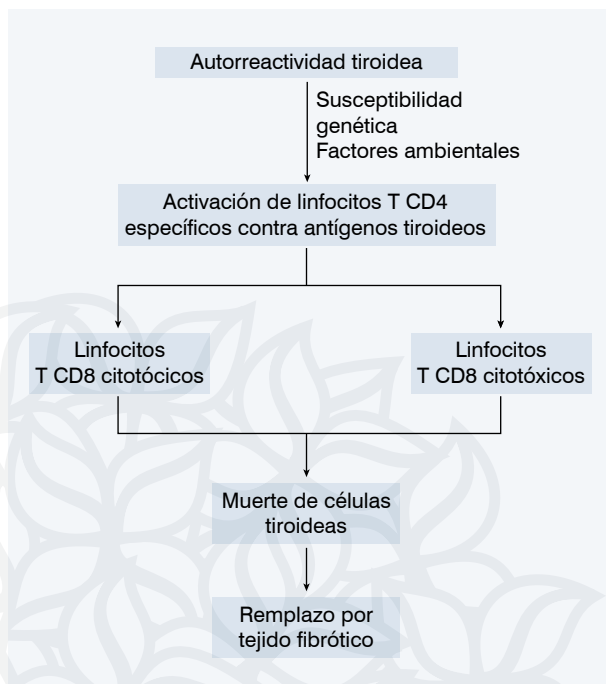 Autorreactividad tiroidea
Susceptibilidad
genética
Factores ambientales
Activación de linfocitos T CD4
específicos contra antígenos tiroideos
Linfocitos
T CD8 citotócicos
Linfocitos
T CD8 citotóxicos
Muerte de células
tiroideas
Remplazo por
tejido fibrótico